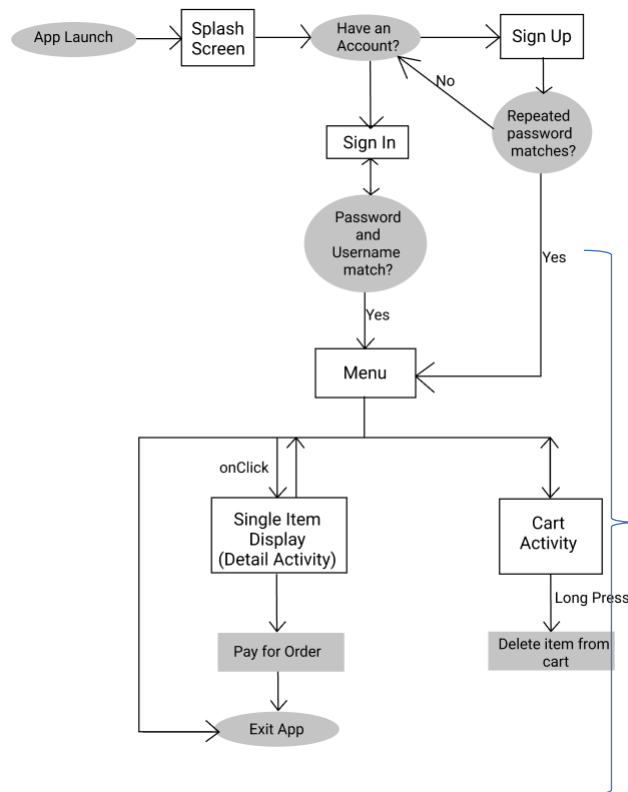 App Launch
Splash
Screen
Have an
Account?
Sign Up
No
Repeated
password
matches?
Sign In
Password
and
Username
match?
Yes
Yes
Menu
onClick
Single Item
Display
(Detail Activity)
Cart
Activity
Long Press
Pay for Order
Delete item from
cart
Exit App